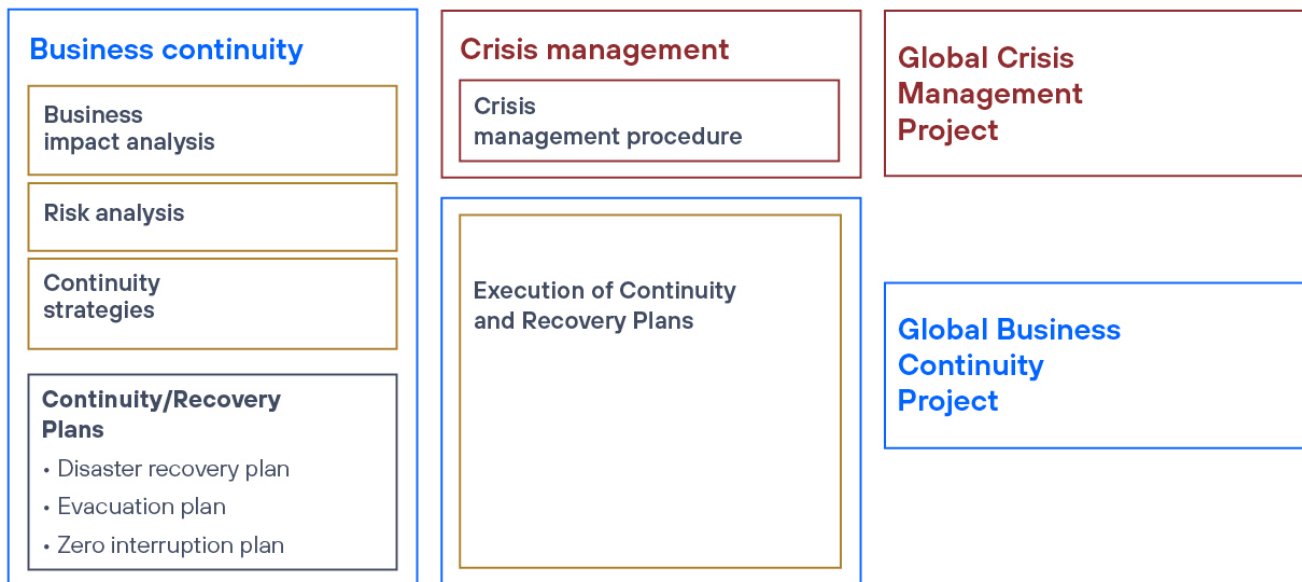 Business continuity
Business
impact analysis
Risk analysis
Continuity
strategies
Continuity/Recovery
Plans
• Disaster recovery plan
• Evacuation plan
• Zero interruption plan
Crisis management
Crisis
management procedure
Execution of Continuity
and Recovery Plans
Global Crisis
Management
Project
Global Business
Continuity
Project